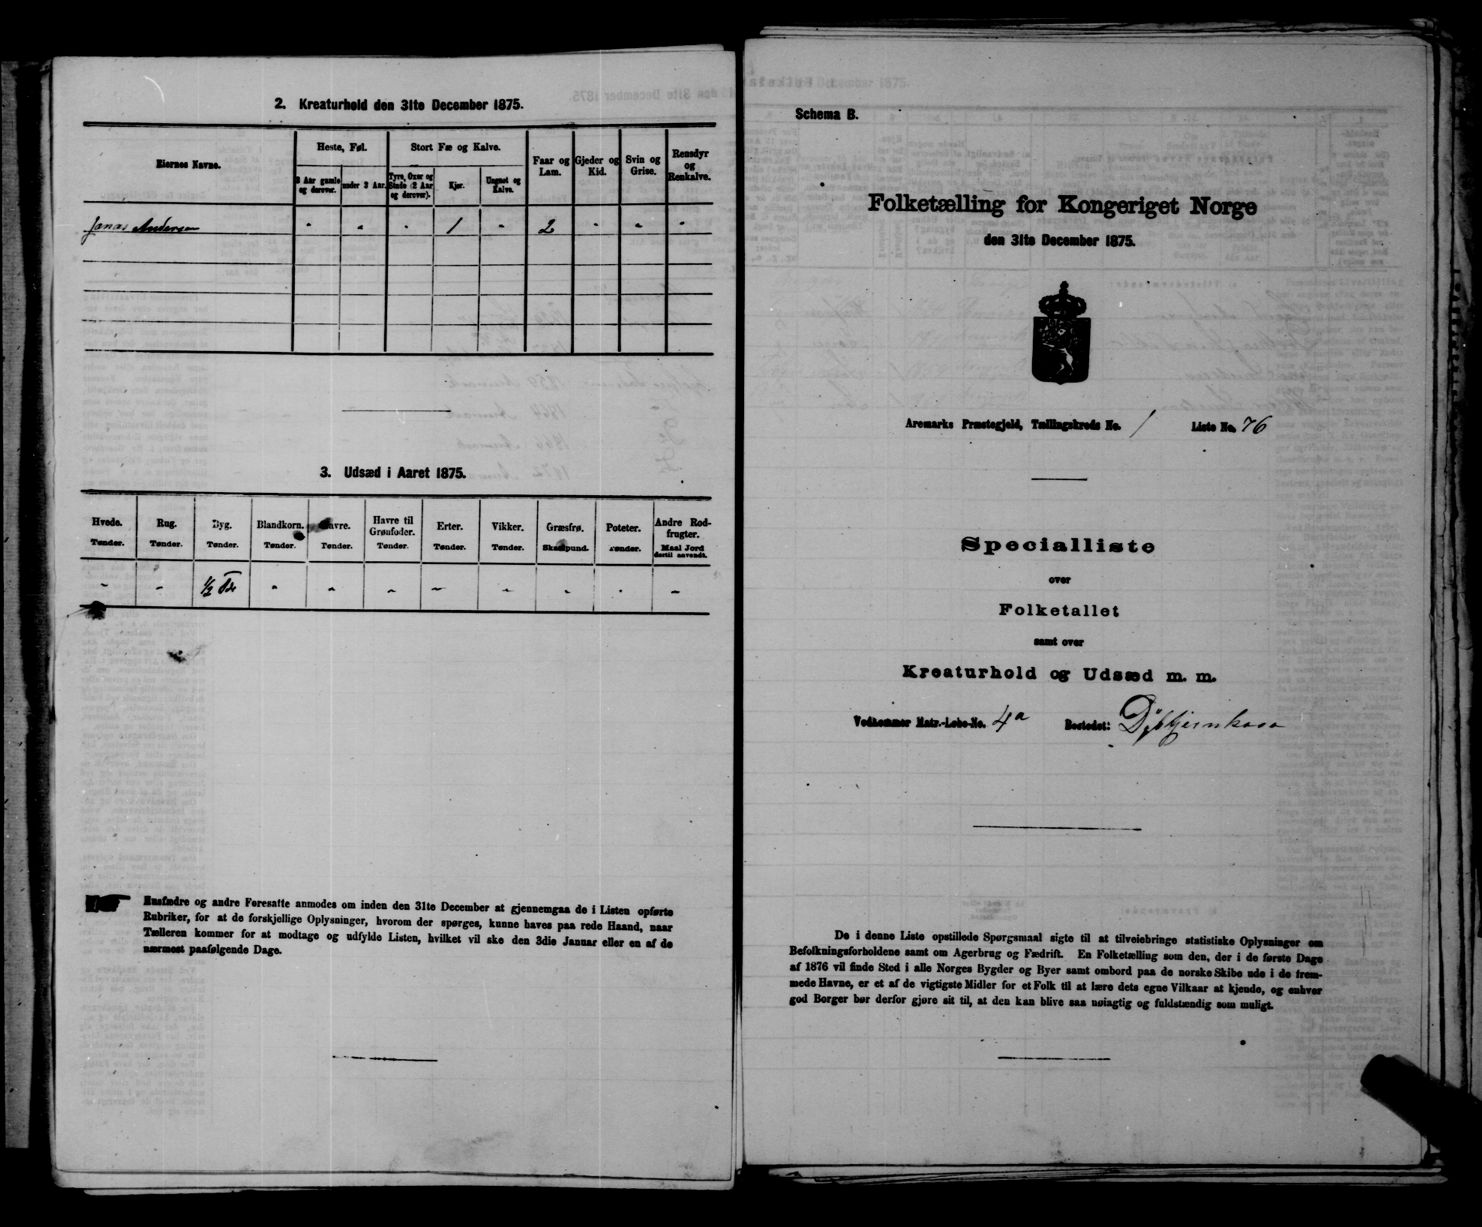 2. Kreaturhold den 31te December 1875.
Eiernes Navne.
Heste, Føl.
Stort Fæ og Kalve.
Faar og Lam.
Gjeder og Kid.
Svin og Grise.
Rensdyr og Renkalve.
3 Aar gamle og derover.
under 3 Aar.
Tyre, Oxer og Stude (2 Aar og derover).
Kjør.
Ungnøt og Kalve.
Jonas Andersen " " " 1 " 2 " " "
3. Udsæd i Aaret 1875.
Hvede. Rug. Byg. Blandkorn. Havre. Havre til Grønfoder. Erter. Vikker. Græsfrø. Poteter. Andre Rodfrugter.
Tønder. Tønder. Tønder. Tønder. Tønder. Tønder. Tønder. Tønder. Skaalpund. Tønder. Maal Jord dertil anvendt.
" " 1/2 Td " " " " " " " "
Husfædre og andre Foresatte anmodes om inden den 31te December at gjennemgaa de i Listen opførte
Rubriker, for at de forskjellige Oplysninger, hvorom der spørges, kunne haves paa rede Haand, naar
Tælleren kommer for at modtage og udfylde Listen, hvilket vil ske den 3die Januar eller en af de
nærmest paafølgende Dage.
Schema B.
Folketælling for Kongeriget Norge
den 31te December 1875.
Aremarks Præstegjeld, Tællingskreds No. 1 Liste No. 76
Specialliste
over
Folketallet
samt over
Kreaturhold og Udsæd m. m.
Vedkommer Matr.-Løbe-No. 4a Bostedet:
De i denne Liste opstillede Spørgsmaal sigte til at tilveiebringe statistiske Oplysninger om
Befolkningsforholdene samt om Agerbrug og Fædrift. En Folketælling som den, der i de første Dage
af 1876 vil finde Sted i alle Norges Bygder og Byer samt ombord paa de norske Skibe ude i de frem-
mede Havne, er et af de vigtigste Midler for et Folk til at lære dets egne Vilkaar at kjende, og enhver
god Borger bør derfor gjøre sit til, at den kan blive saa nøiagtig og fuldstændig som muligt.